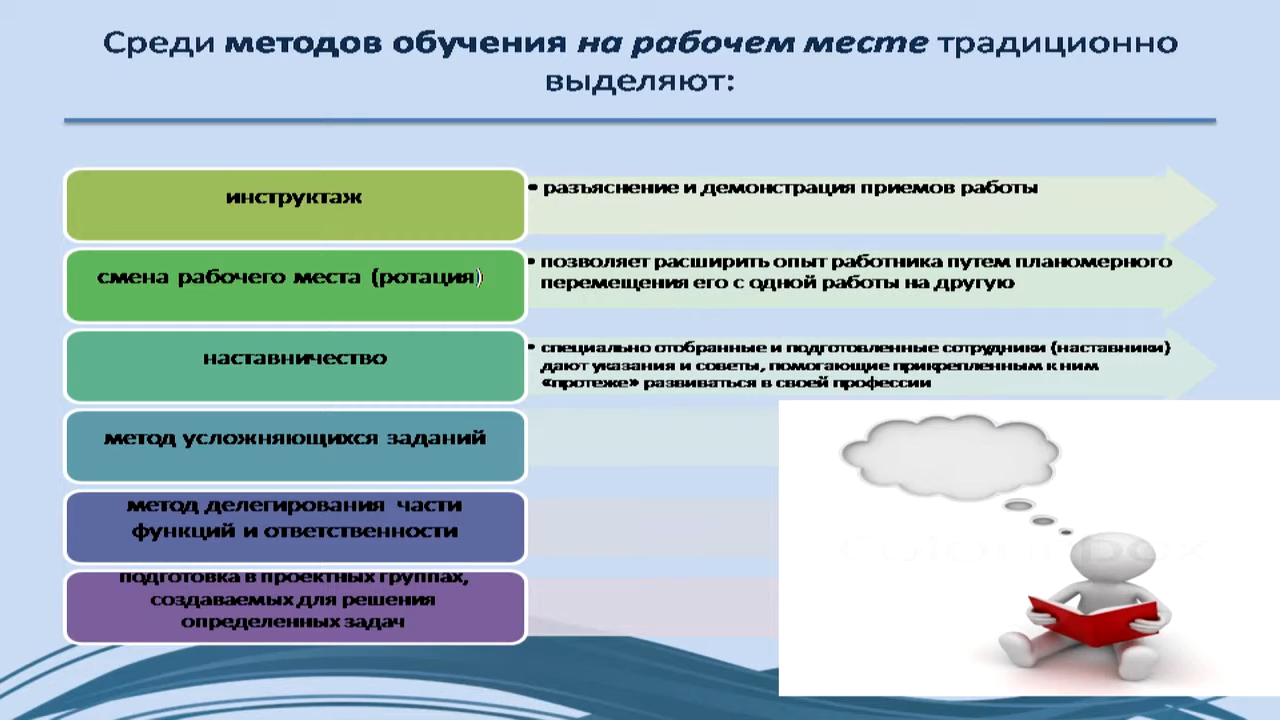 Среди методов обучения на рабочем месте традиционно
выделяют:
инструктаж
• разъяснение и демонстрация приемов работы
смена рабочего места (ротация)
• позволяет расширить опыт работника путем планомерного
перемещения его с одной работы на другую
наставничество
• специально отобранные и подготовленные сотрудники (наставники)
дают указания и советы, помогающие прикрепленным к ним
«протеже» развиваться в своей профессии
метод усложняющихся заданий
метод делегирования части
функций и ответственности
подготовка в проектных группах,
создаваемых для решения
определенных задач